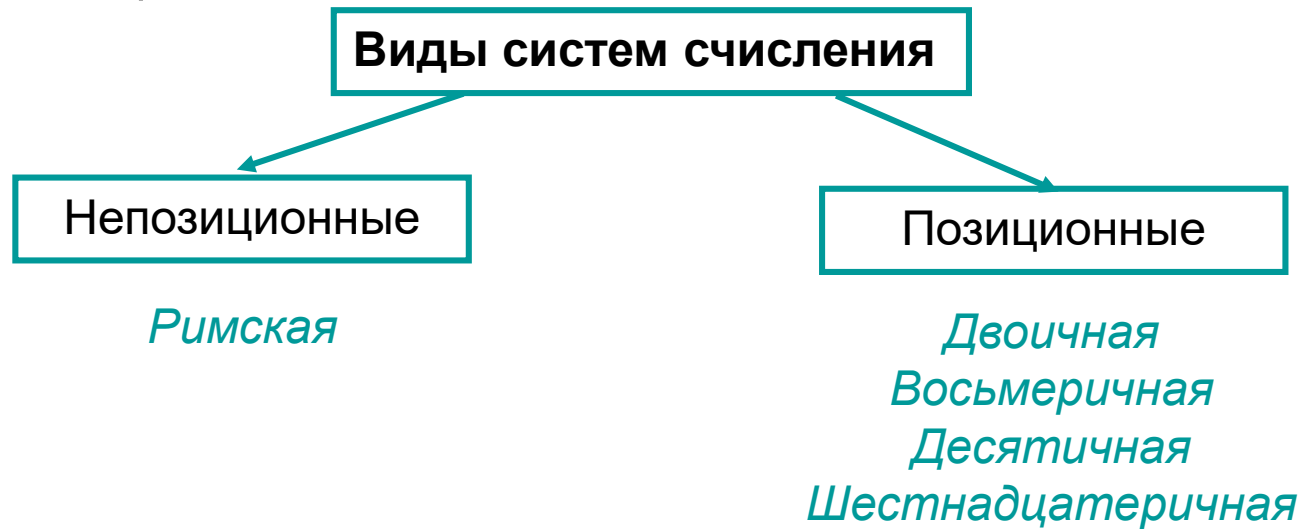 Виды систем счисления
Непозиционные
Позиционные
Римская
Двоичная
Восьмеричная
Десятичная
Шестнадцатеричная